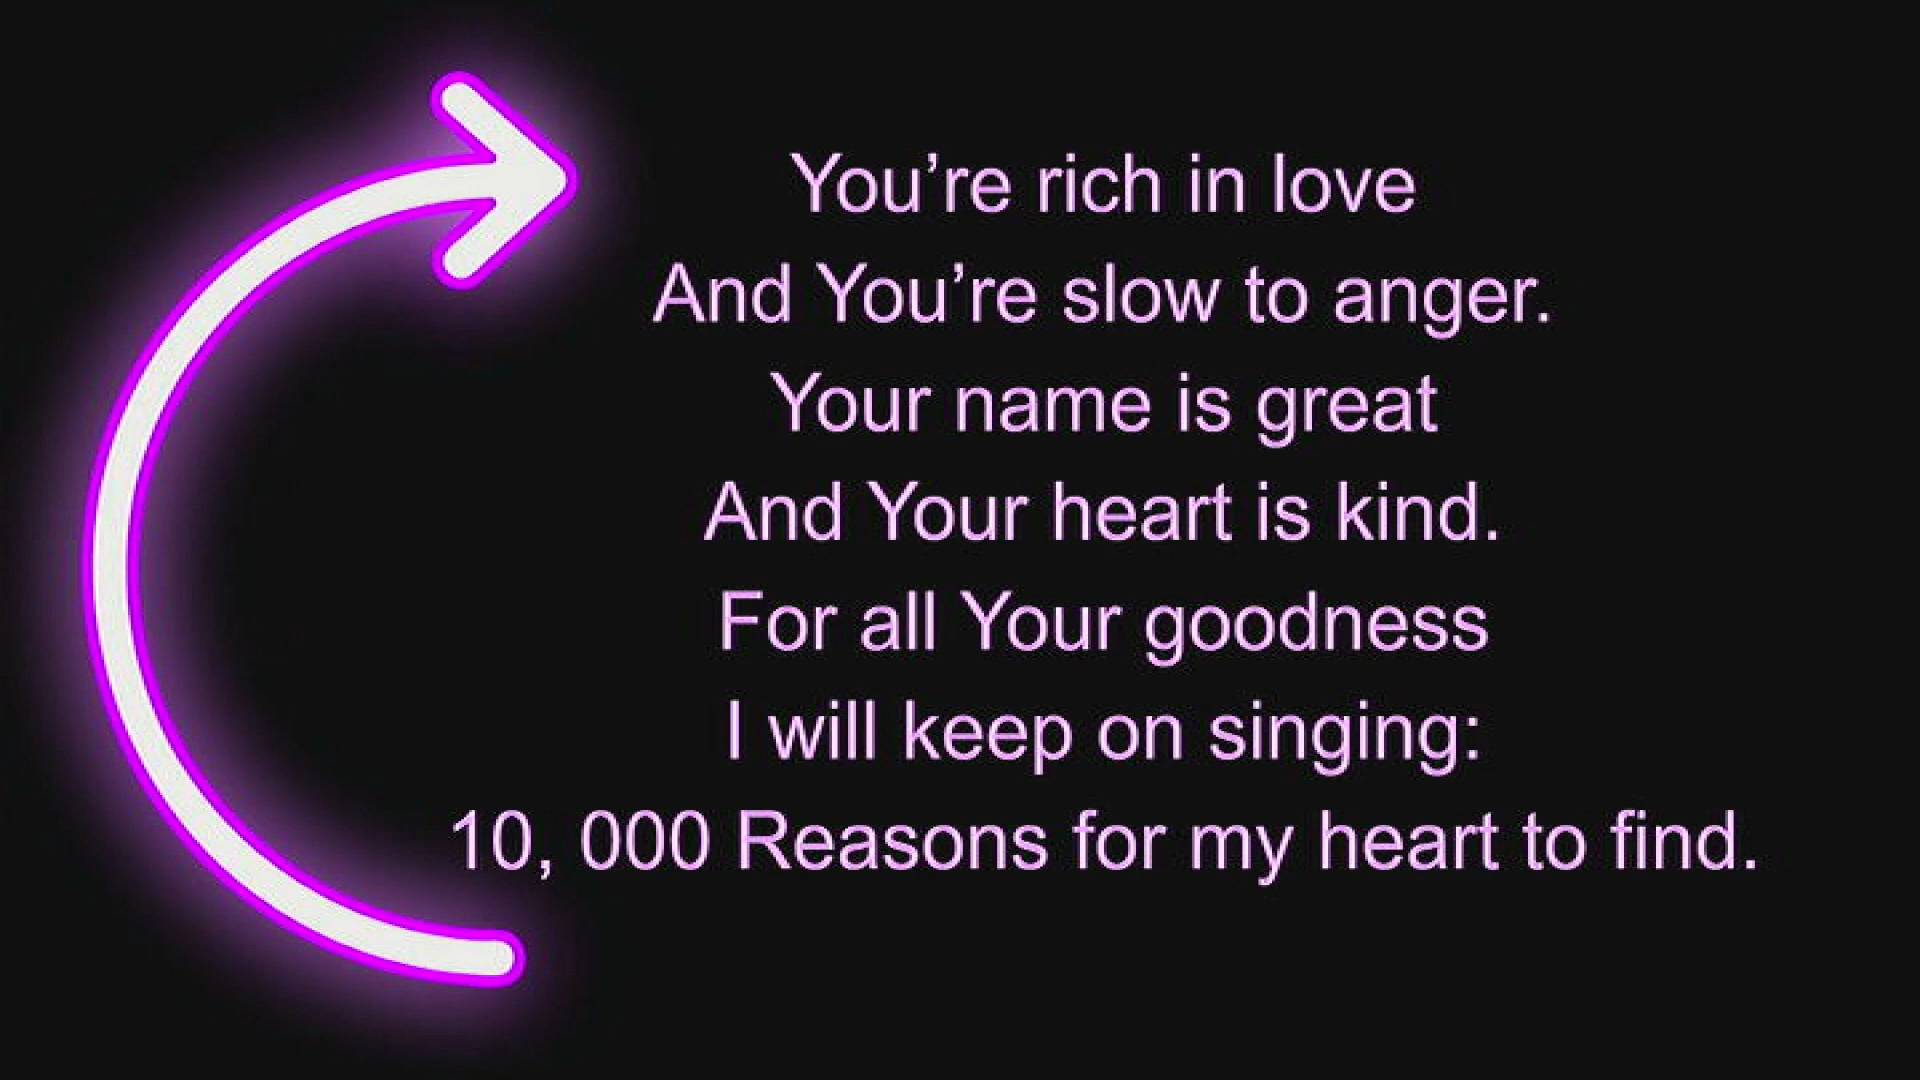 You’re rich in love
And You’re slow to anger.
Your name is great
And Your heart is kind.
For all Your goodness
I will keep on singing:
10, 000 Reasons for my heart to find.